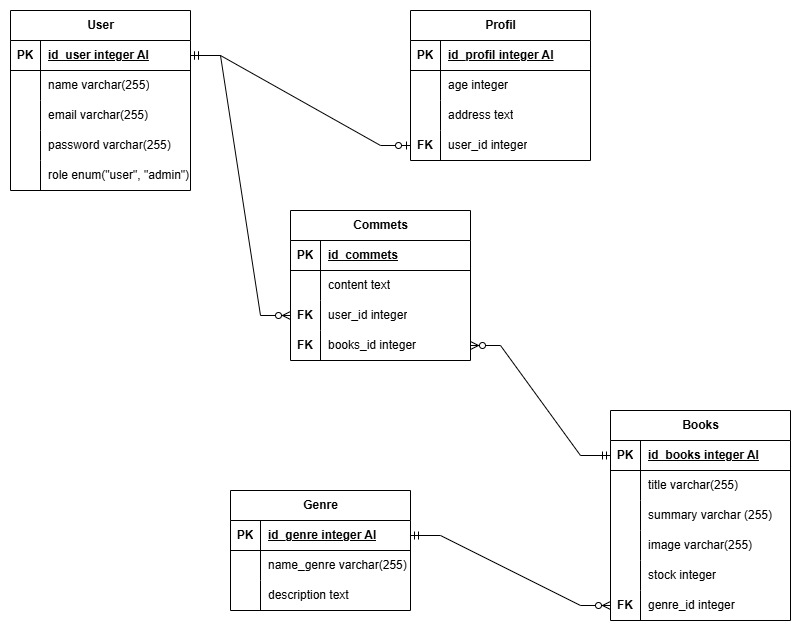 User
PK id_user integer AI
name varchar(255)
email varchar(255)
password varchar(255)
role enum("user", "admin")
Profil
PK id_profil integer AI
age integer
address text
FK user_id integer
Commets
PK id_commets
content text
FK user_id integer
FK books_id integer
Books
PK id_books integer AI
title varchar(255)
summary varchar (255)
image varchar(255)
stock integer
FK genre_id integer
Genre
PK id_genre integer AI
name_genre varchar(255)
description text